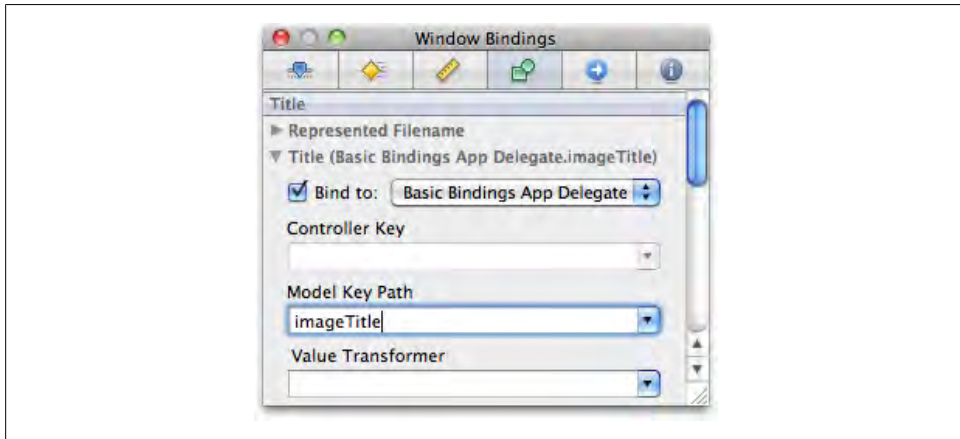 Window Bindings
Title
Represented Filename
Title (Basic Bindings App Delegate.imageTitle)
Bind to: Basic Bindings App Delegate
Controller Key
Model Key Path
imageTitle
Value Transformer